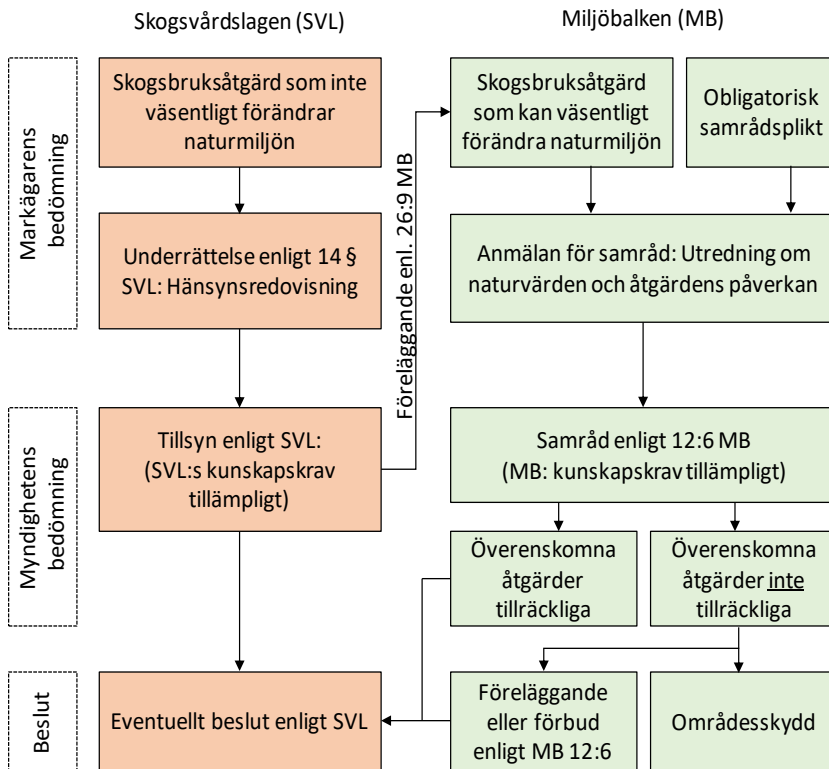 Skogsvårdslagen (SVL)
Miljöbalken (MB)
Markägarens
bedömning
Skogsbruksåtgärd som inte
väsentligt förändrar
naturmiljön
Skogsbruksåtgärd
som kan väsentligt
förändra naturmiljön
Obligatorisk
samrådsplikt
Underrättelse enligt 14 §
SVL: Hänsynsredovisning
Föreläggande enl. 26:9 MB
Anmälan för samråd: Utredning om
naturvärden och åtgärdens påverkan
Myndighetens
bedömning
Tillsyn enligt SVL:
(SVL:s kunskapskrav
tillämpligt)
Samråd enligt 12:6 MB
(MB: kunskapskrav tillämpligt)
Överenskomna
åtgärder
tillräckliga
Överenskomna
åtgärder inte
tillräckliga
Beslut
Eventuellt beslut enligt SVL
Föreläggande
eller förbud
enligt MB 12:6
Områdesskydd